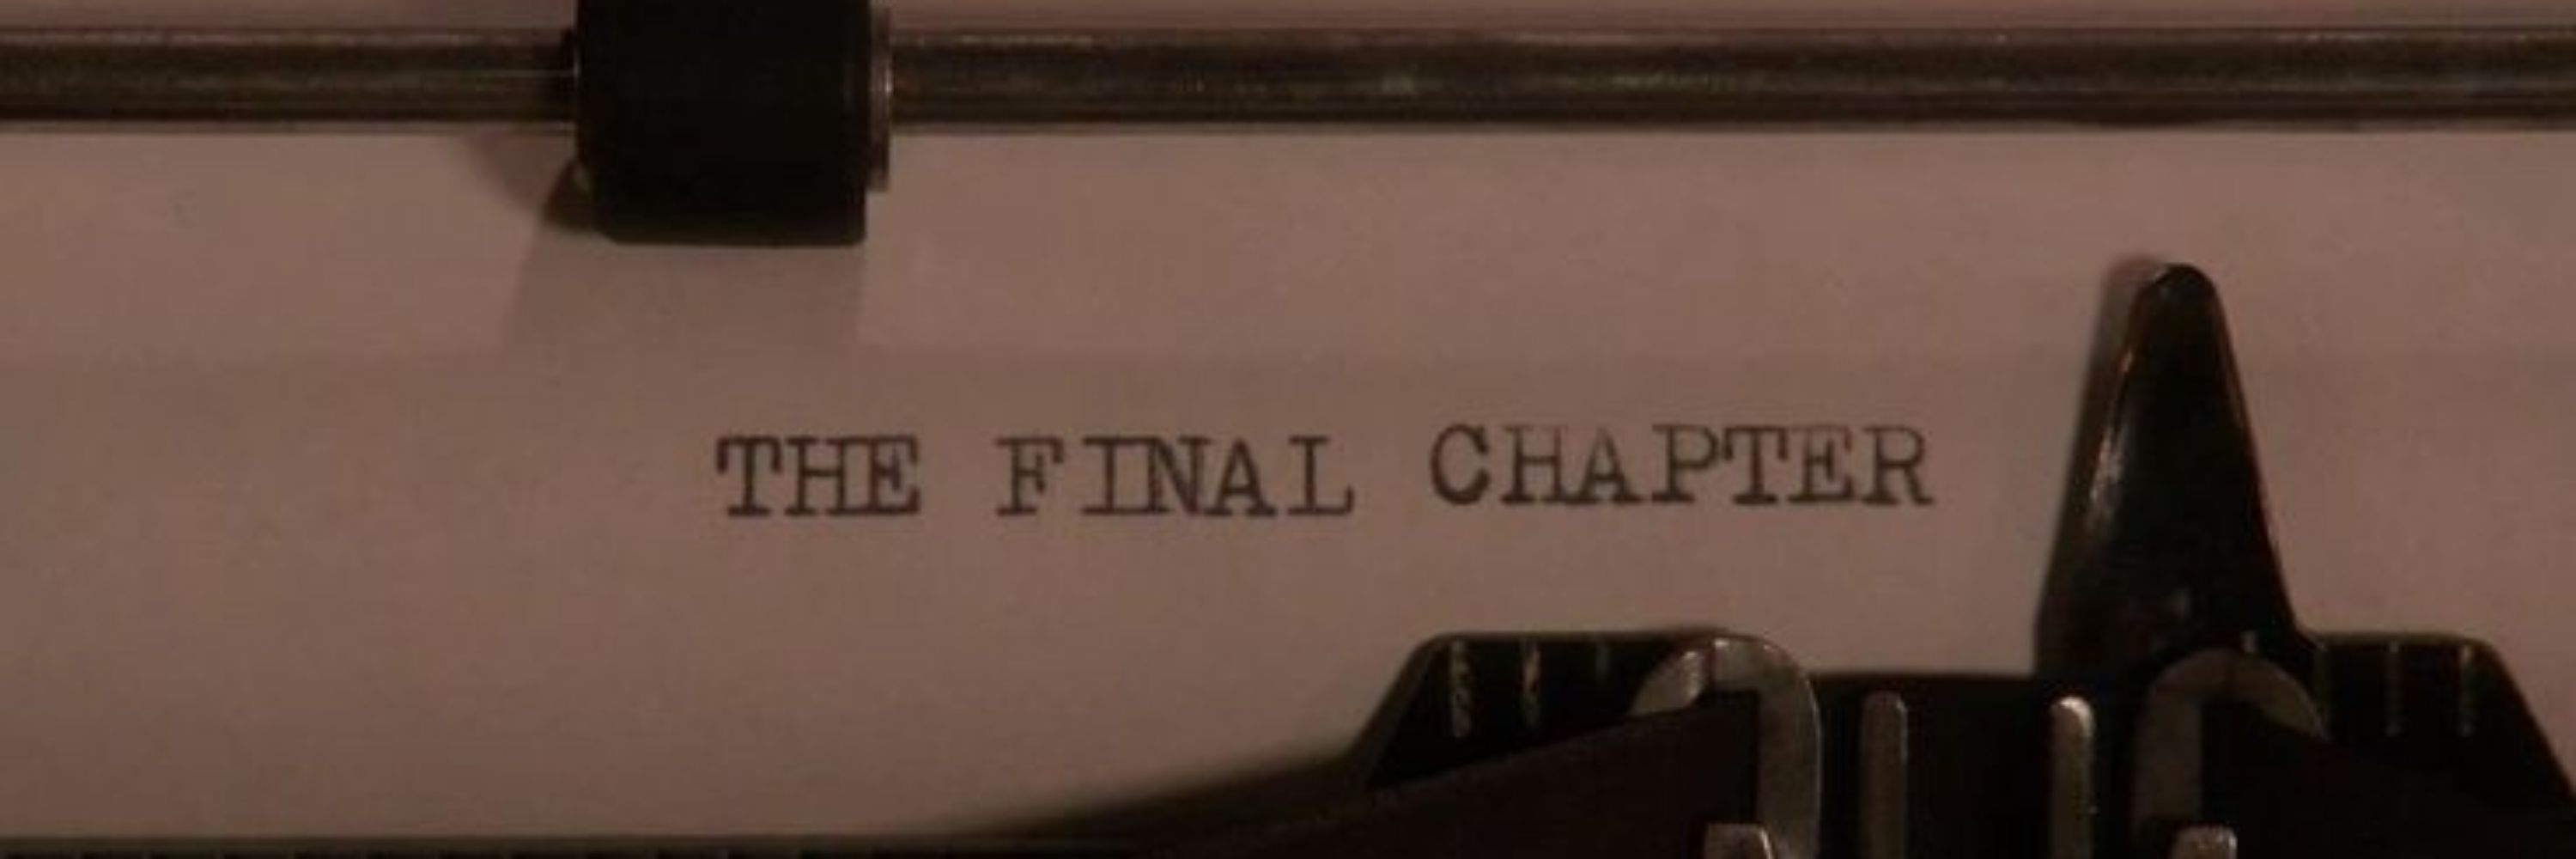 THE FINAL CHAPTER